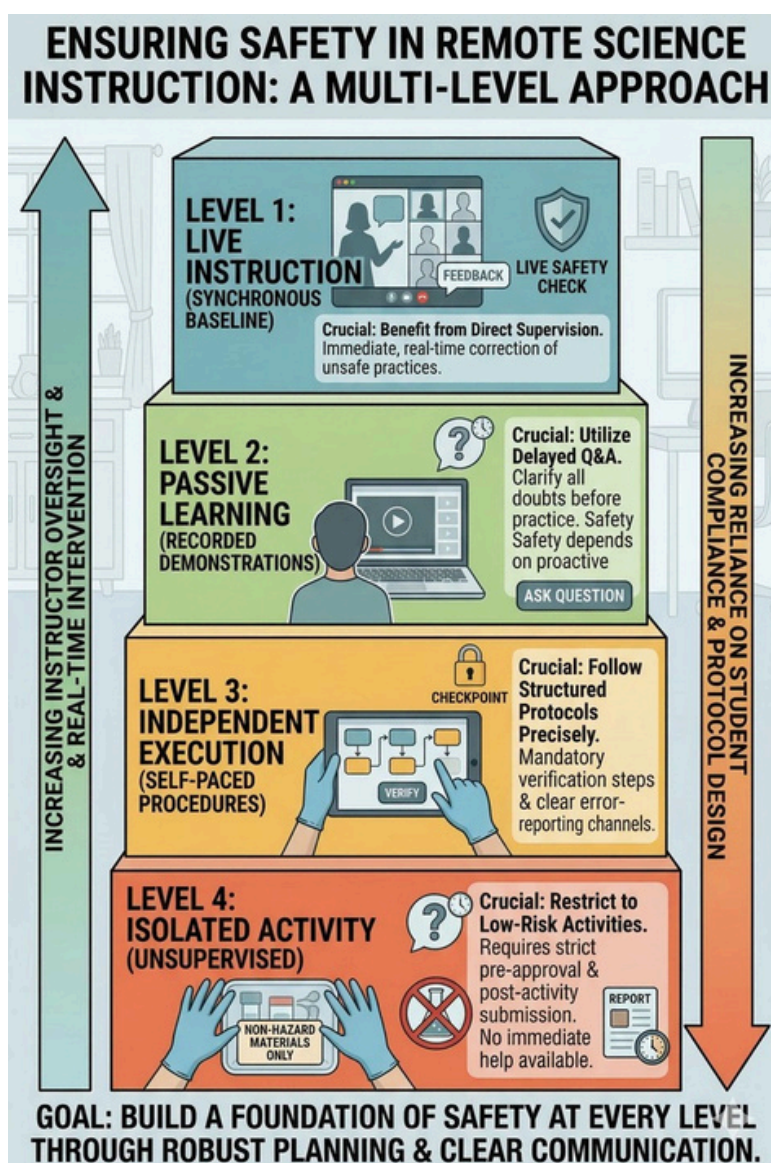 ENSURING SAFETY IN REMOTE SCIENCE
INSTRUCTION: A MULTI-LEVEL APPROACH
INCREASING INSTRUCTOR OVERSIGHT &
& REAL-TIME INTERVENTION
LEVEL 1:
LIVE
INSTRUCTION
(SYNCHRONOUS
BASELINE)
FEEDBACK
LIVE SAFETY
CHECK
Crucial: Benefit from Direct Supervision.
Immediate, real-time correction of
unsafe practices.
LEVEL 2:
PASSIVE
LEARNING
(RECORDED
DEMONSTRATIONS)
?
Crucial: Utilize
Delayed Q&A.
Clarify all
doubts before
practice. Safety
Safety depends
on proactive
ASK QUESTION
LEVEL 3:
INDEPENDENT
EXECUTION
(SELF-PACED
PROCEDURES)
CHECKPOINT
VERIFY
Crucial: Follow
Structured
Protocols
Precisely.
Mandatory
verification steps
& clear error-
reporting channels.
LEVEL 4:
ISOLATED ACTIVITY
(UNSUPERVISED)
NON-HAZARD
MATERIALS
ONLY
?
Crucial: Restrict to
Low-Risk Activities.
Requires strict
pre-approval &
post-activity
submission.
No immediate
help available.
REPORT
INCREASING RELIANCE ON STUDENT
COMPLIANCE & PROTOCOL DESIGN
GOAL: BUILD A FOUNDATION OF SAFETY AT EVERY LEVEL
THROUGH ROBUST PLANNING & CLEAR COMMUNICATION.